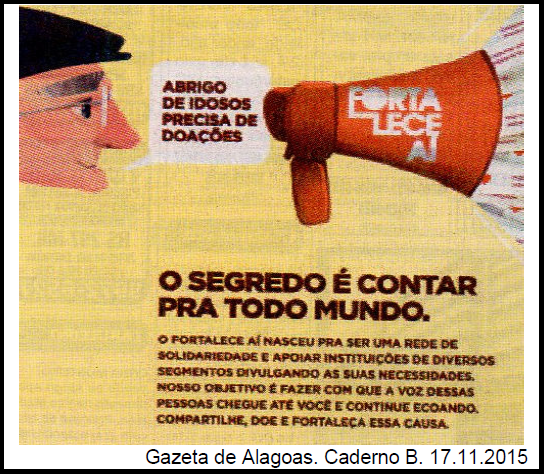 ABRIGO
DE IDOSOS
PRECISA DE
DOAÇÕES
FORTA
LECE
AÍ
O SEGREDO É CONTAR
PRA TODO MUNDO.
O FORTALECE AÍ NASCEU PRA SER UMA REDE DE
SOLIDARIEDADE E APOIAR INSTITUIÇÕES DE DIVERSOS
SEGMENTOS DIVULGANDO AS SUAS NECESSIDADES.
NOSSO OBJETIVO É FAZER COM QUE A VOZ DESSAS
PESSOAS CHEGUE ATÉ VOCÊ E CONTINUE ECOANDO.
COMPARTILHE, DOE E FORTALEÇA ESSA CAUSA.
Gazeta de Alagoas. Caderno B. 17.11.2015